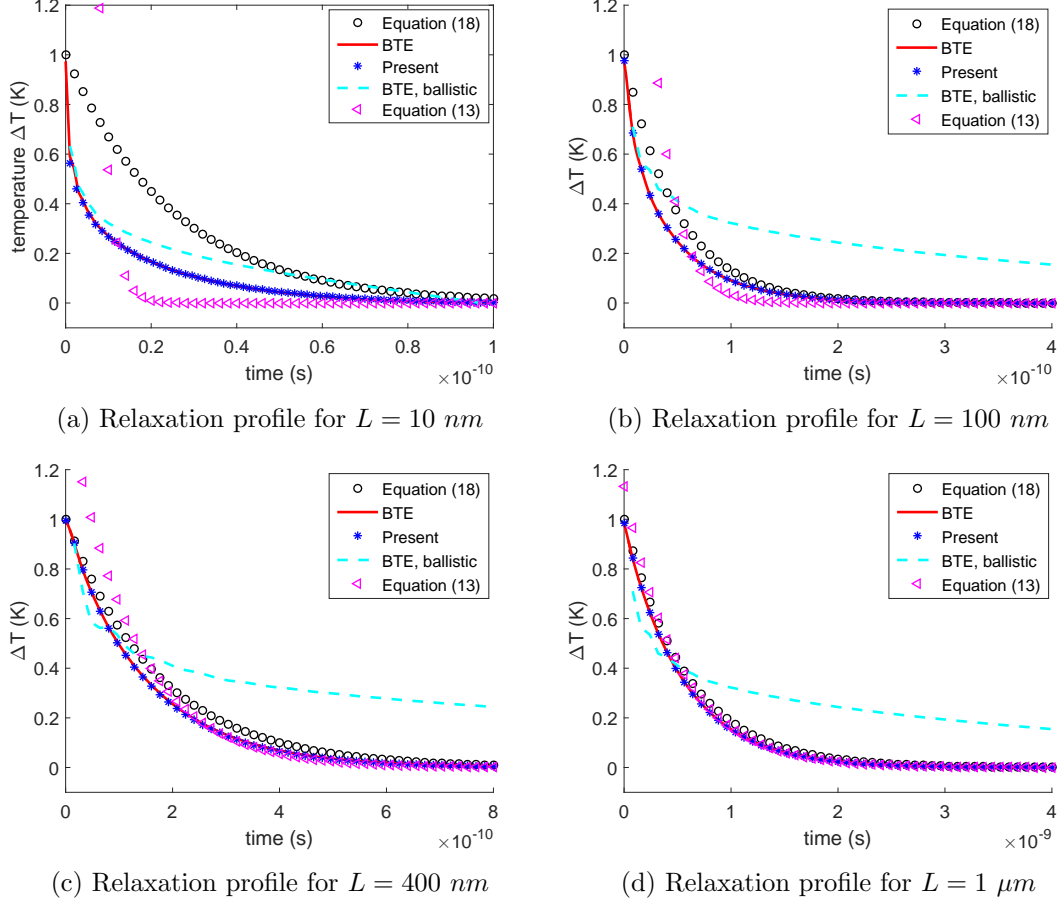 1.2
1
0.8
0.6
0.4
0.2
0
temperature ΔT (K)
Equation (18)
BTE
Present
BTE, ballistic
Equation (13)
0 0.2 0.4 0.6 0.8 1
time (s) ×10⁻¹⁰
(a) Relaxation profile for L = 10 nm
1.2
1
0.8
0.6
0.4
0.2
0
ΔT (K)
Equation (18)
BTE
Present
BTE, ballistic
Equation (13)
0 1 2 3 4
time (s) ×10⁻¹⁰
(b) Relaxation profile for L = 100 nm
1.2
1
0.8
0.6
0.4
0.2
0
ΔT (K)
Equation (18)
BTE
Present
BTE, ballistic
Equation (13)
0 2 4 6 8
time (s) ×10⁻¹⁰
(c) Relaxation profile for L = 400 nm
1.2
1
0.8
0.6
0.4
0.2
0
ΔT (K)
Equation (18)
BTE
Present
BTE, ballistic
Equation (13)
0 1 2 3 4
time (s) ×10⁻⁹
(d) Relaxation profile for L = 1 μm